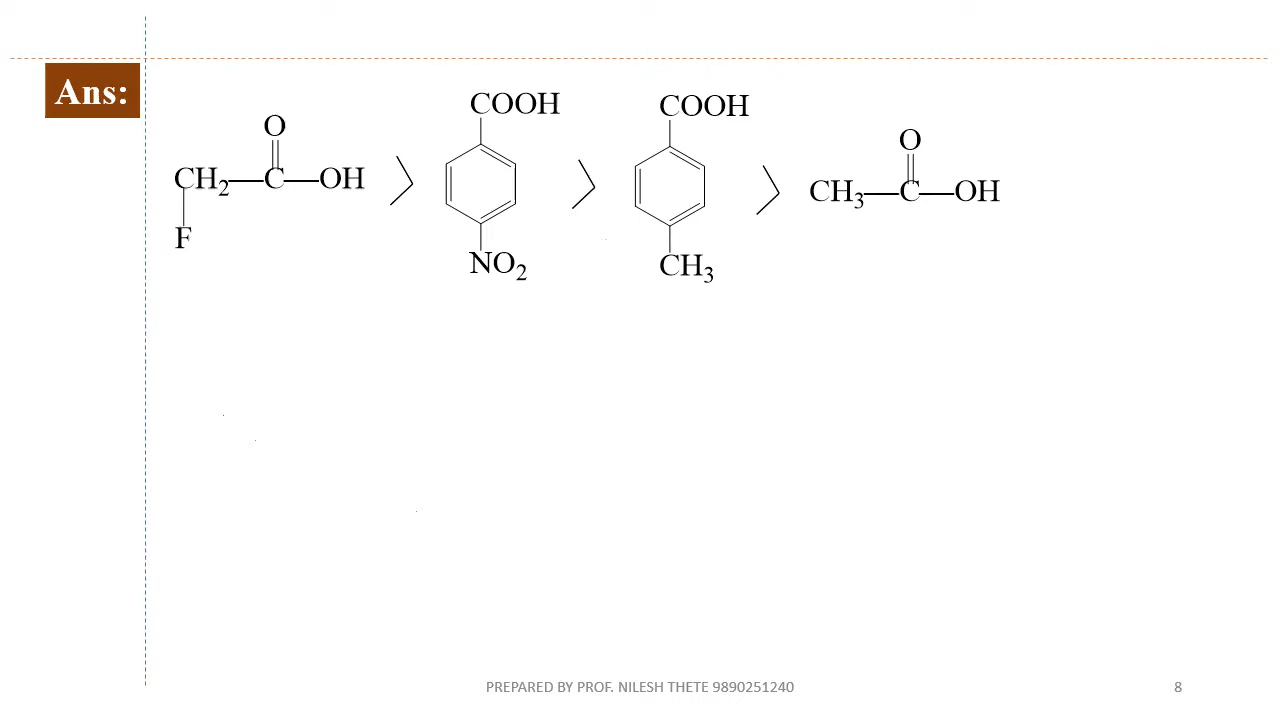 Ans:
COOH COOH
O O
CH₂—C—OH > > > CH₃—C—OH
F
NO₂ CH₃
PREPARED BY PROF. NILESH THETE 9890251240 8